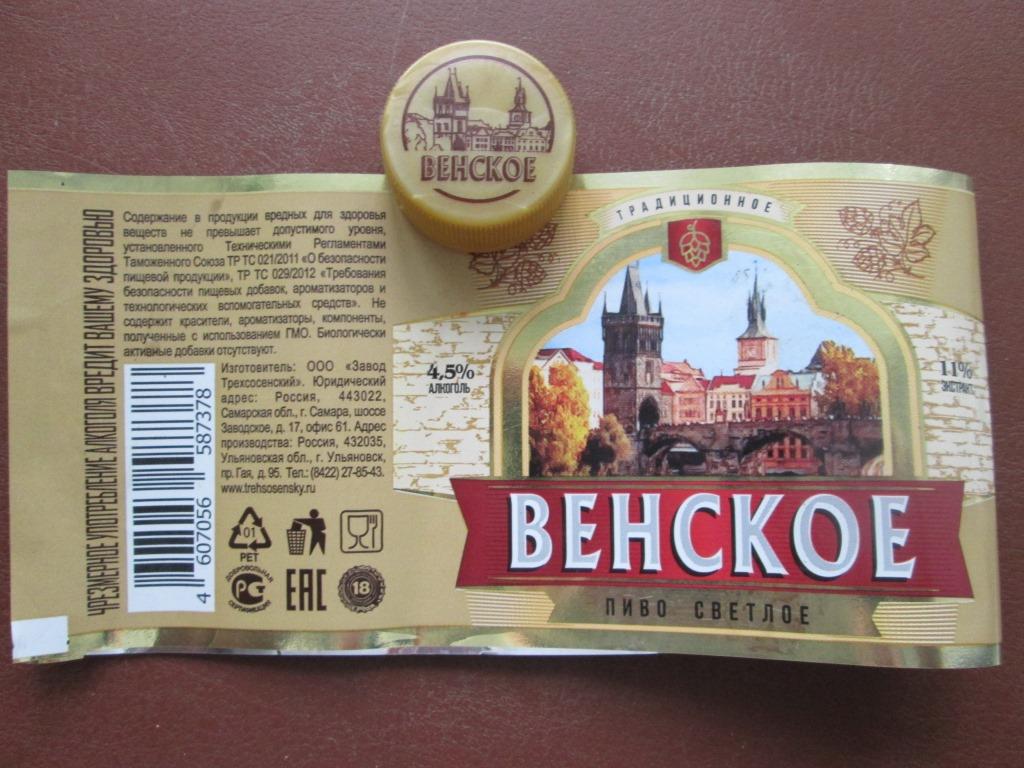 ВЕНСКОЕ
ЧРЕЗМЕРНОЕ УПОТРЕБЛЕНИЕ АЛКОГОЛЯ ВРЕДИТ ВАШЕМУ ЗДОРОВЬЮ
Содержание в продукции вредных для здоровья
веществ не превышает допустимого уровня,
установленного Техническими Регламентами
Таможенного Союза ТР ТС 021/2011 «О безопасности
пищевой продукции», ТР ТС 029/2012 «Требования
безопасности пищевых добавок, ароматизаторов и
технологических вспомогательных средств». Не
содержит красители, ароматизаторы, компоненты,
полученные с использованием ГМО. Биологически
активные добавки отсутствуют.
4 607056 587378
Изготовитель: ООО «Завод
Трехсосенский». Юридический
адрес: Россия, 443022,
Самарская обл., г. Самара, шоссе
Заводское, д. 17, офис 61. Адрес
производства: Россия, 432035,
Ульяновская обл., г. Ульяновск,
пр. Гая, д. 95. Тел.: (8422) 27-85-43.
www.trehsosensky.ru
01
PET
ДОБРОВОЛЬНАЯ
РС
СЕРТИФИКАЦИЯ
EAC
18
ТРАДИЦИОННОЕ
4,5%
АЛКОГОЛЬ
11%
ЭКСТРАКТ
ВЕНСКОЕ
ПИВО СВЕТЛОЕ